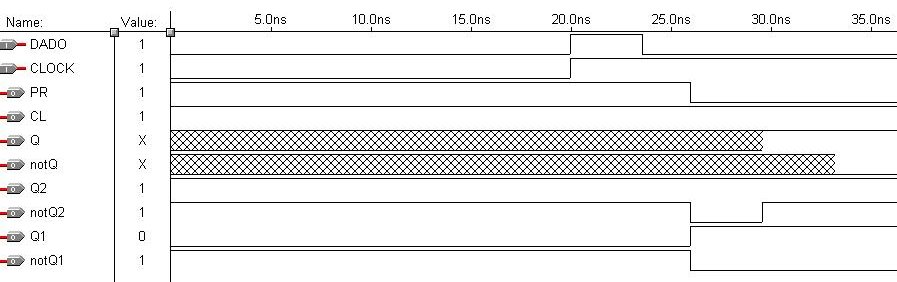 Name: Value: 5.0ns 10.0ns 15.0ns 20.0ns 25.0ns 30.0ns 35.0ns
DADO 1
CLOCK 1
PR 1
CL 1
Q X
notQ X
Q2 1
notQ2 1
Q1 0
notQ1 1